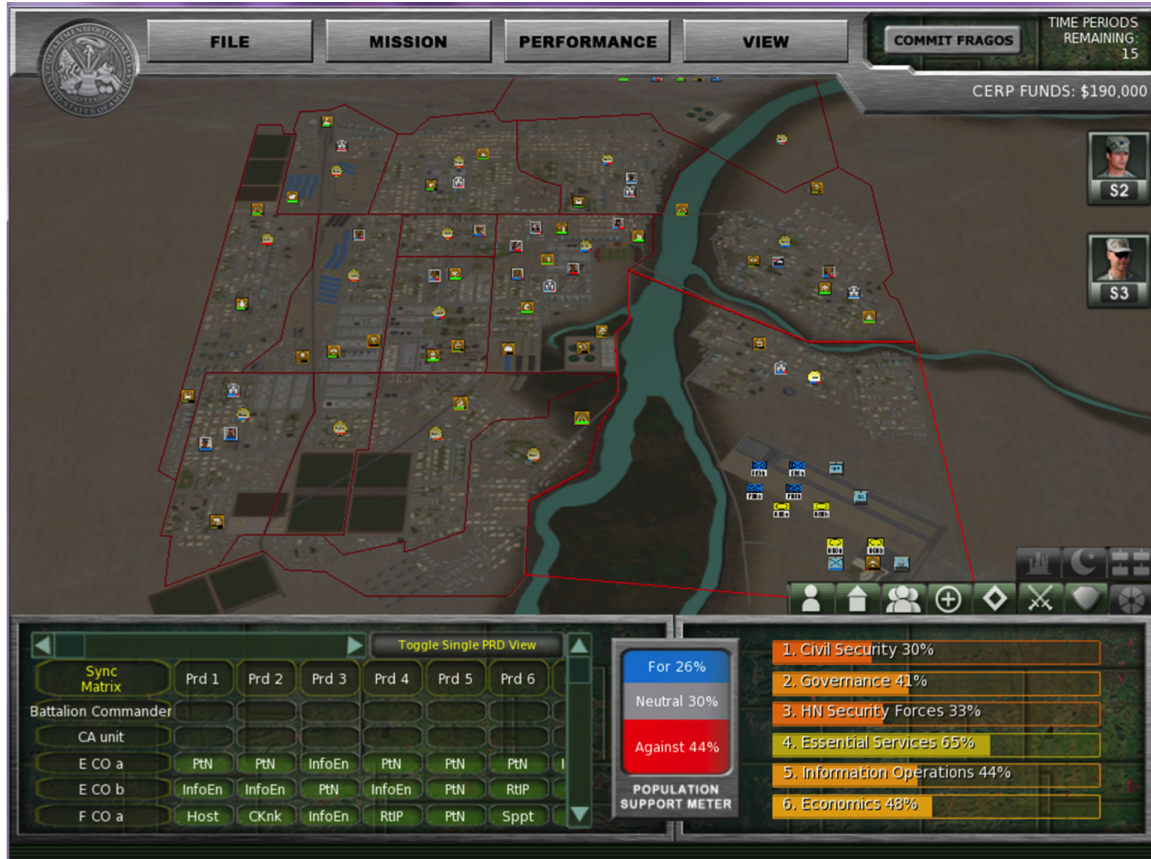 FILE
MISSION
PERFORMANCE
VIEW
COMMIT FRAGOS
TIME PERIODS
REMAINING:
15
CERP FUNDS: $190,000
S2
S3
Toggle Single PRD View
Sync
Matrix
Prd 1
Prd 2
Prd 3
Prd 4
Prd 5
Prd 6
Battalion Commander
CA unit
E CO a
PtN
PtN
InfoEn
PtN
PtN
PtN
I
E CO b
InfoEn
InfoEn
PtN
InfoEn
PtN
RtIP
F CO a
Host
CKnk
InfoEn
RtIP
PtN
Sppt
For 26%
Neutral 30%
Against 44%
POPULATION
SUPPORT METER
1. Civil Security 30%
2. Governance 41%
3. HN Security Forces 33%
4. Essential Services 65%
5. Information Operations 44%
6. Economics 48%